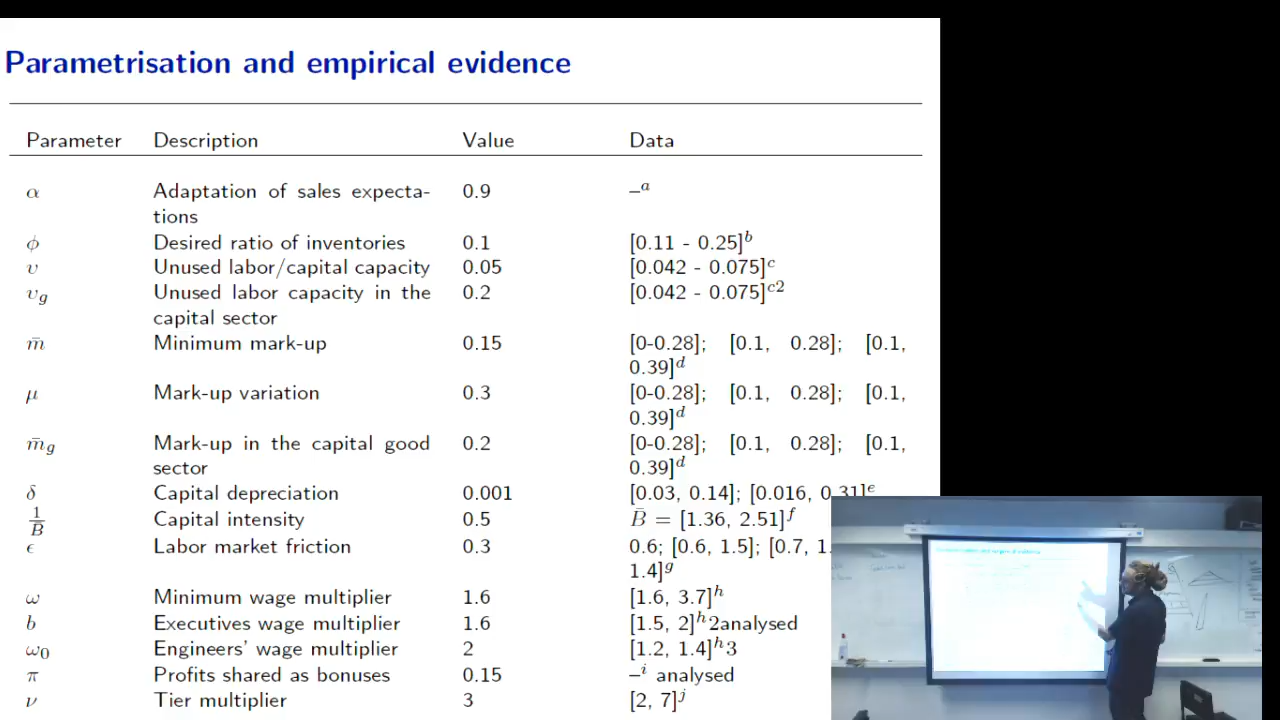 Parametrisation and empirical evidence
Parameter Description Value Data
α Adaptation of sales expecta- 0.9 –a
tions
ϕ Desired ratio of inventories 0.1 [0.11 - 0.25]b
υ Unused labor/capital capacity 0.05 [0.042 - 0.075]c
υg Unused labor capacity in the 0.2 [0.042 - 0.075]c2
capital sector
m̄ Minimum mark-up 0.15 [0-0.28]; [0.1, 0.28]; [0.1,
0.39]d
μ Mark-up variation 0.3 [0-0.28]; [0.1, 0.28]; [0.1,
0.39]d
m̄g Mark-up in the capital good 0.2 [0-0.28]; [0.1, 0.28]; [0.1,
sector 0.39]d
δ Capital depreciation 0.001 [0.03, 0.14]; [0.016, 0.31]e
1/B̄ Capital intensity 0.5 B̄ = [1.36, 2.51]f
ϵ Labor market friction 0.3 0.6; [0.6, 1.5]; [0.7, 1.
1.4]g
ω Minimum wage multiplier 1.6 [1.6, 3.7]h
b Executives wage multiplier 1.6 [1.5, 2]h2analysed
ω0 Engineers' wage multiplier 2 [1.2, 1.4]h3
π Profits shared as bonuses 0.15 –i analysed
ν Tier multiplier 3 [2, 7]j